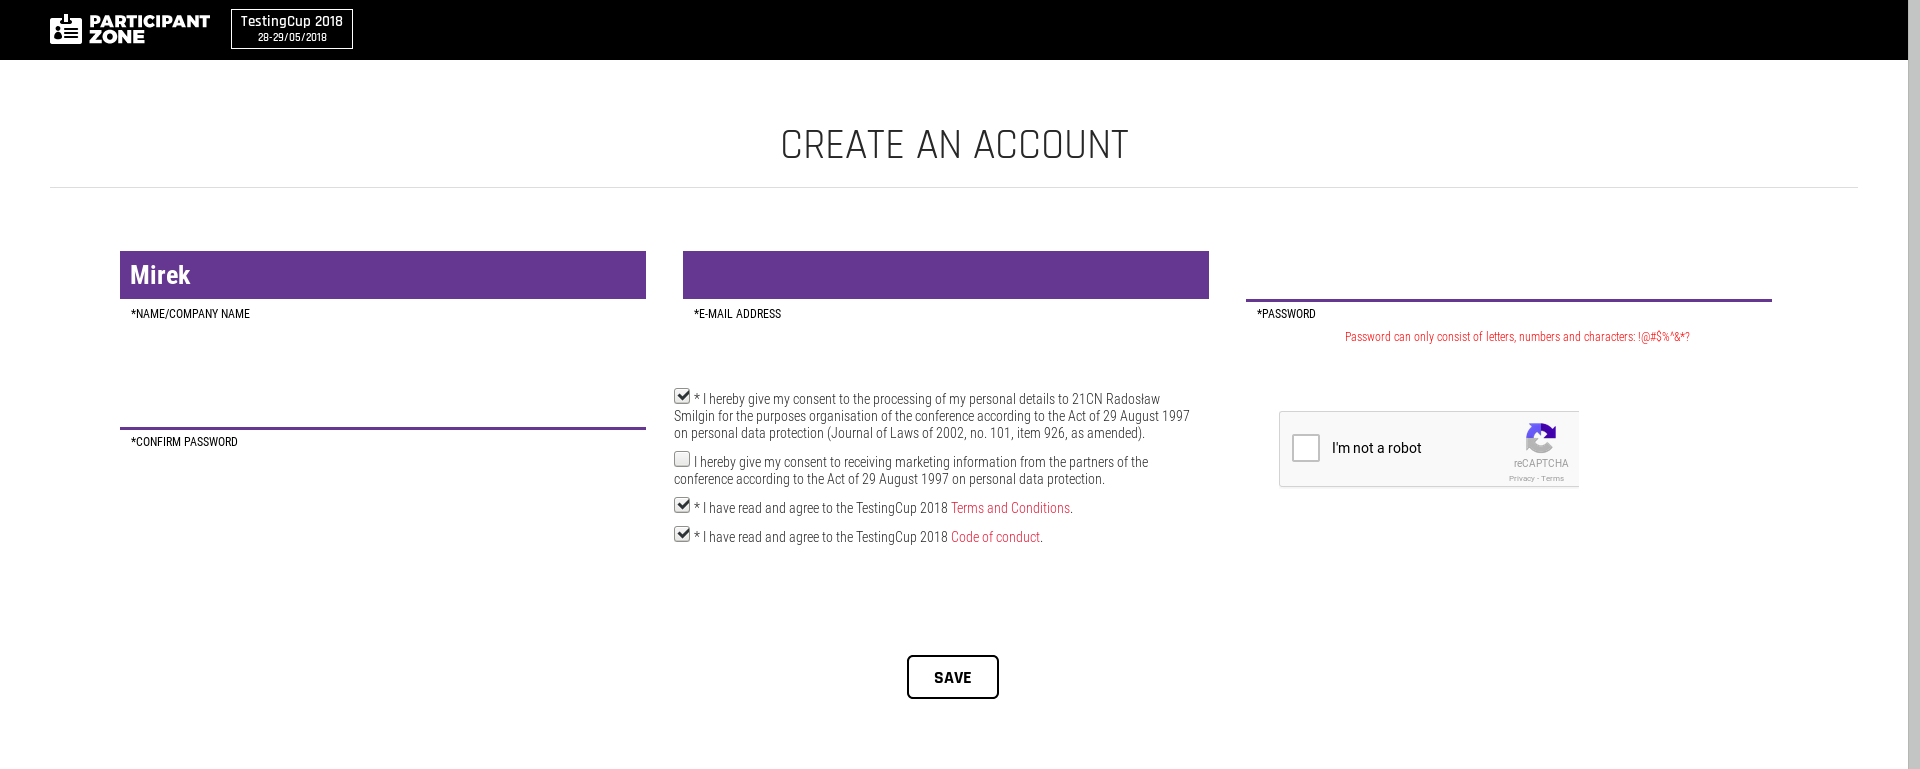 PARTICIPANT
ZONE
TestingCup 2018
28-29/05/2018
CREATE AN ACCOUNT
Mirek
*NAME/COMPANY NAME
*E-MAIL ADDRESS
*PASSWORD
Password can only consist of letters, numbers and characters: !@#$%^&*?
*CONFIRM PASSWORD
* I hereby give my consent to the processing of my personal details to 21CN Radosław
Smilgin for the purposes organisation of the conference according to the Act of 29 August 1997
on personal data protection (Journal of Laws of 2002, no. 101, item 926, as amended).
I hereby give my consent to receiving marketing information from the partners of the
conference according to the Act of 29 August 1997 on personal data protection.
* I have read and agree to the TestingCup 2018 Terms and Conditions.
* I have read and agree to the TestingCup 2018 Code of conduct.
I'm not a robot
reCAPTCHA
Privacy - Terms
SAVE